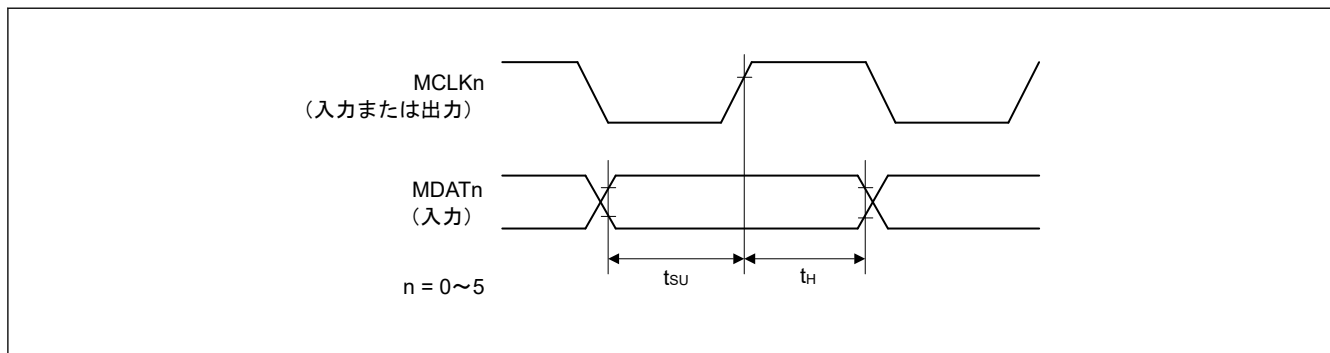 MCLKn
（入力または出力）
MDATn
（入力）
tSU
tH
n = 0～5